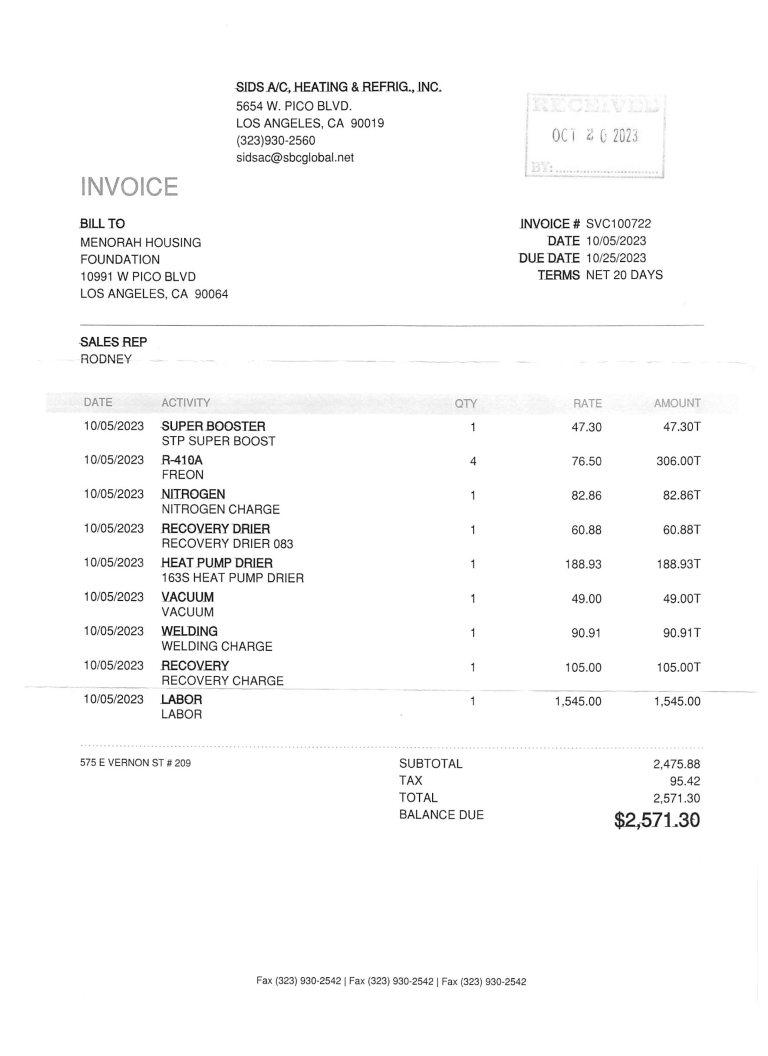 SIDS A/C, HEATING & REFRIG., INC.
5654 W. PICO BLVD.
LOS ANGELES, CA 90019
(323)930-2560
sidsac@sbcglobal.net
RECEIVED
OCT 20 2023
BY:
INVOICE
BILL TO
MENORAH HOUSING
FOUNDATION
10991 W PICO BLVD
LOS ANGELES, CA 90064
INVOICE # SVC100722
DATE 10/05/2023
DUE DATE 10/25/2023
TERMS NET 20 DAYS
SALES REP
RODNEY
DATE ACTIVITY QTY RATE AMOUNT
10/05/2023 SUPER BOOSTER 1 47.30 47.30T
STP SUPER BOOST
10/05/2023 R-410A 4 76.50 306.00T
FREON
10/05/2023 NITROGEN 1 82.86 82.86T
NITROGEN CHARGE
10/05/2023 RECOVERY DRIER 1 60.88 60.88T
RECOVERY DRIER 083
10/05/2023 HEAT PUMP DRIER 1 188.93 188.93T
163S HEAT PUMP DRIER
10/05/2023 VACUUM 1 49.00 49.00T
VACUUM
10/05/2023 WELDING 1 90.91 90.91T
WELDING CHARGE
10/05/2023 RECOVERY 1 105.00 105.00T
RECOVERY CHARGE
10/05/2023 LABOR 1 1,545.00 1,545.00
LABOR
575 E VERNON ST # 209
SUBTOTAL 2,475.88
TAX 95.42
TOTAL 2,571.30
BALANCE DUE $2,571.30
Fax (323) 930-2542 | Fax (323) 930-2542 | Fax (323) 930-2542